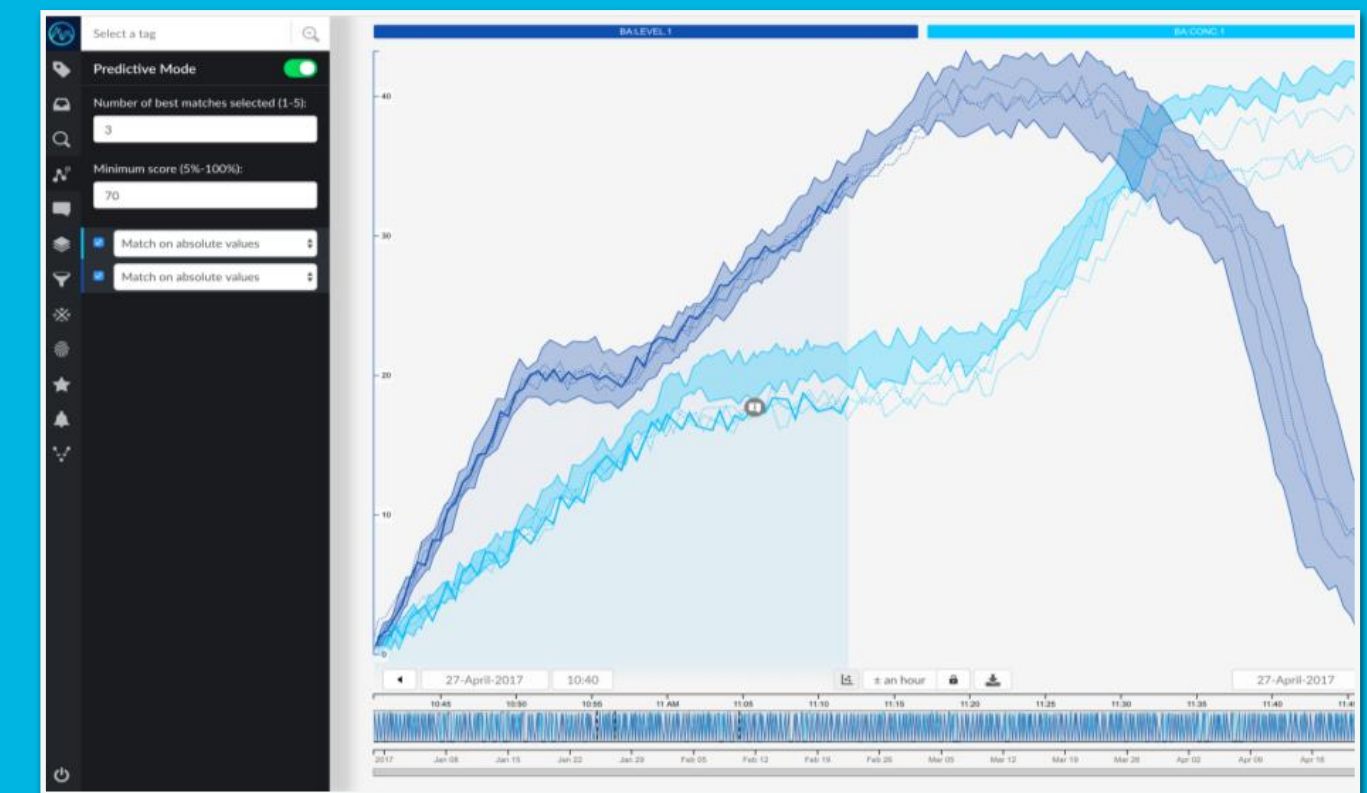 Select a tag
BA:LEVEL.1
BA:CONC.1
Predictive Mode
Number of best matches selected (1-5):
3
Minimum score (5%-100%):
70
Match on absolute values
Match on absolute values
40
30
20
10
0
27-April-2017 10:40 ± an hour 27-April-2017
10:45 10:50 10:55 11 AM 11:05 11:10 11:15 11:20 11:25 11:30 11:35 11:40
2017 Jan 08 Jan 15 Jan 22 Jan 29 Feb 05 Feb 12 Feb 19 Feb 26 Mar 05 Mar 12 Mar 19 Mar 26 Apr 02 Apr 09 Apr 16